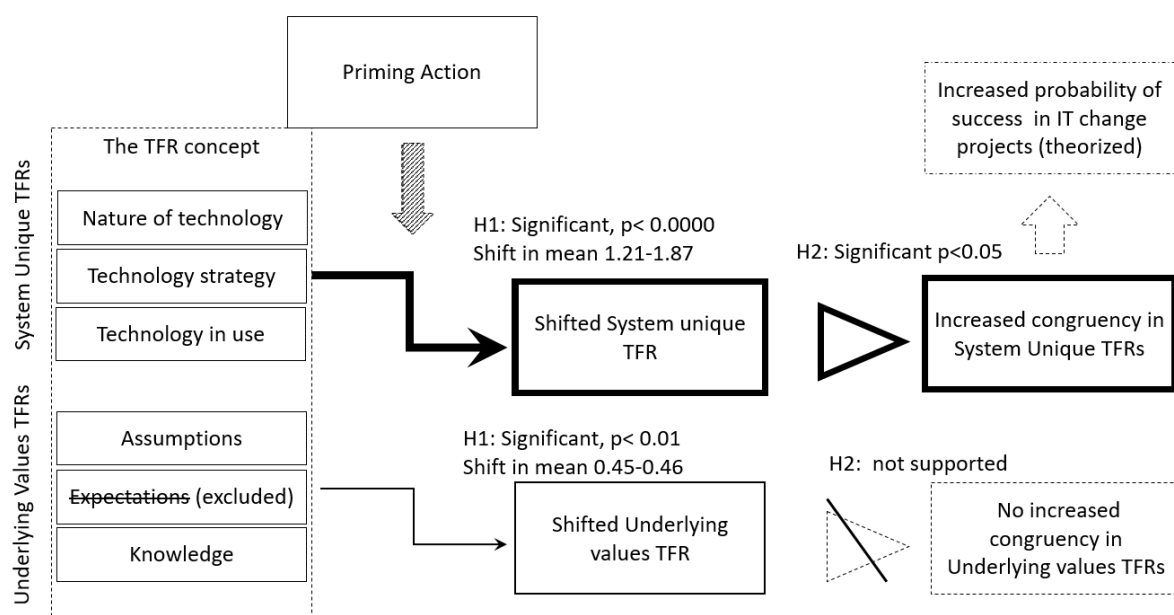 Priming Action
The TFR concept
System Unique TFRs
Nature of technology
Technology strategy
Technology in use
Underlying Values TFRs
Assumptions
Expectations (excluded)
Knowledge
H1: Significant, p< 0.0000
Shift in mean 1.21-1.87
Shifted System unique
TFR
H1: Significant, p< 0.01
Shift in mean 0.45-0.46
Shifted Underlying
values TFR
Increased probability of
success  in IT change
projects (theorized)
H2: Significant p<0.05
Increased congruency in
System Unique TFRs
H2:  not supported
No increased
congruency in
Underlying values TFRs